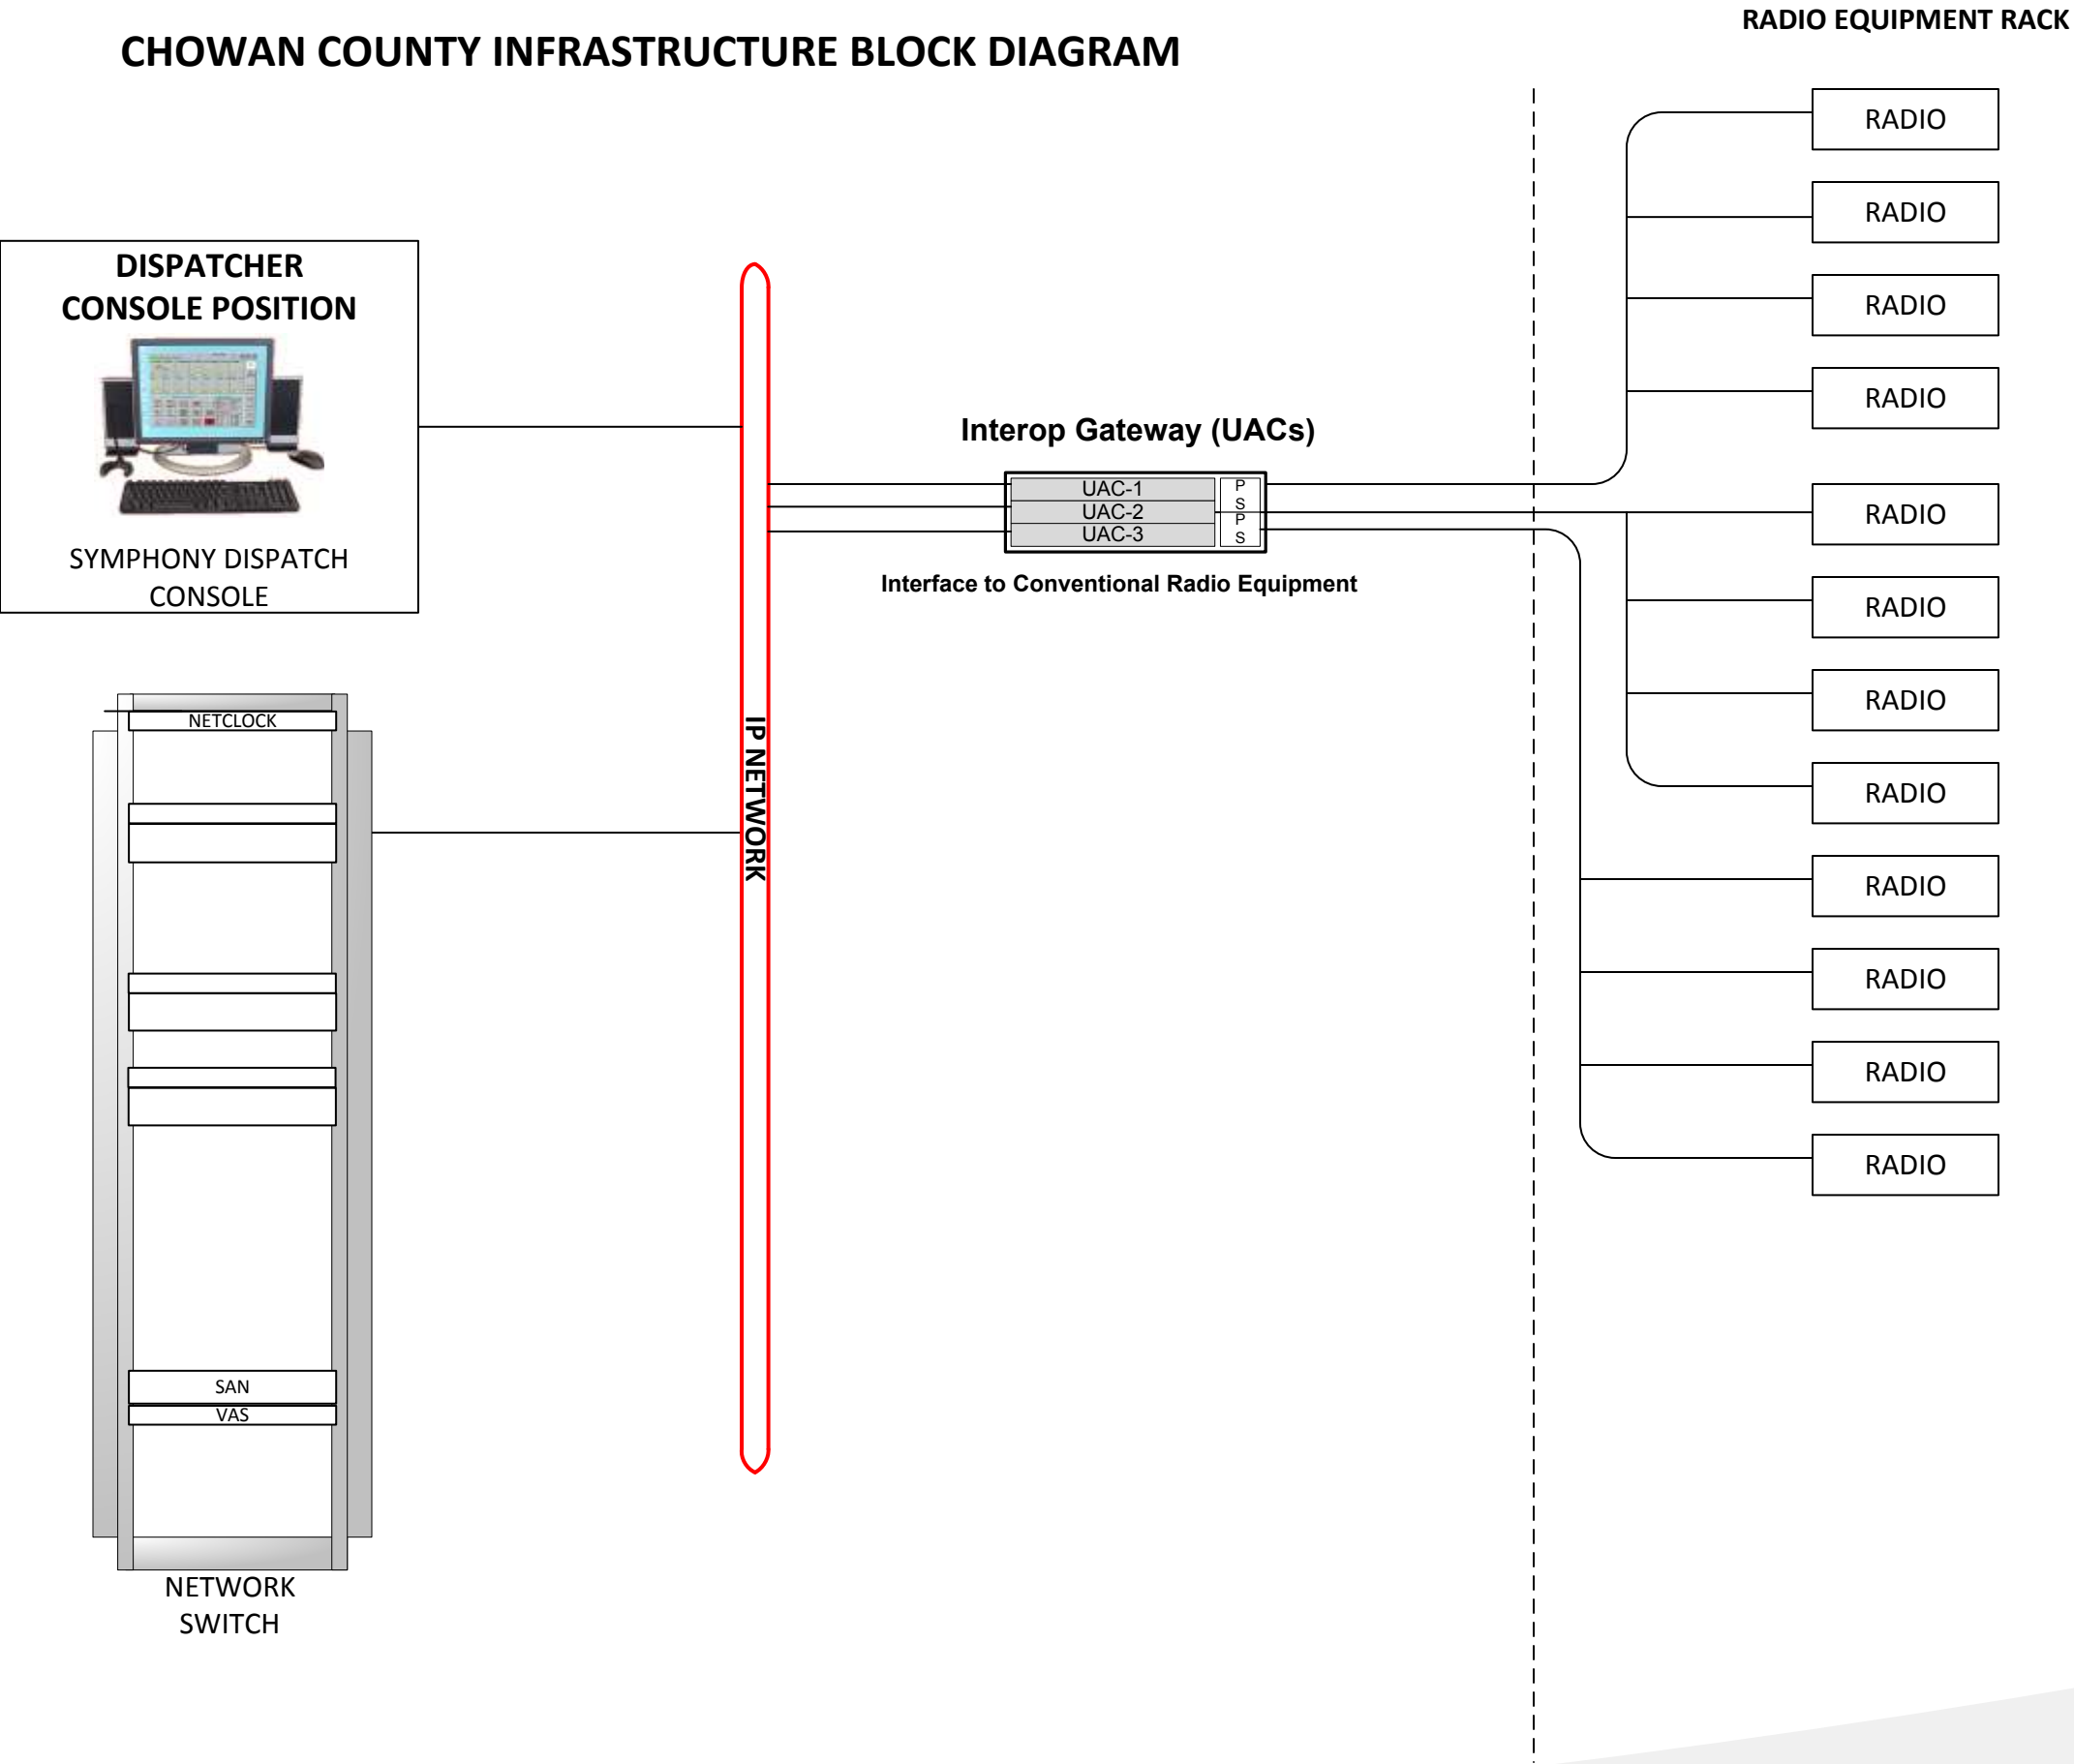 RADIO EQUIPMENT RACK
CHOWAN COUNTY INFRASTRUCTURE BLOCK DIAGRAM
DISPATCHER
CONSOLE POSITION
SYMPHONY DISPATCH
CONSOLE
NETCLOCK
SAN
VAS
NETWORK
SWITCH
IP NETWORK
Interop Gateway (UACs)
UAC-1
UAC-2
UAC-3
P
S
P
S
Interface to Conventional Radio Equipment
RADIO
RADIO
RADIO
RADIO
RADIO
RADIO
RADIO
RADIO
RADIO
RADIO
RADIO
RADIO